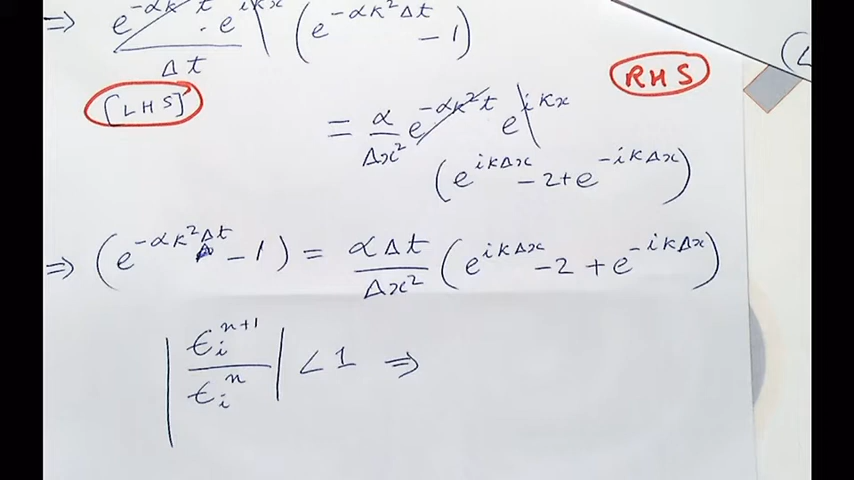 ⇒ e^{-αk²t} · e^{ikx} / Δt (e^{-αk²Δt} - 1)
[LHS]
RHS
= α/Δx² e^{-αk²t} e^{ikx}
(e^{ikΔx} - 2 + e^{-ikΔx})
⇒ (e^{-αk²Δt} - 1) = αΔt/Δx² (e^{ikΔx} - 2 + e^{-ikΔx})
|ϵ_i^{n+1} / ϵ_i^n| < 1 ⇒